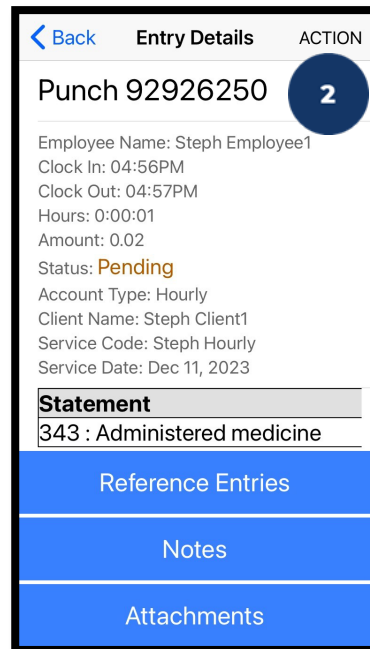 Back Entry Details ACTION
Punch 92926250 2
Employee Name: Steph Employee1
Clock In: 04:56PM
Clock Out: 04:57PM
Hours: 0:00:01
Amount: 0.02
Status: Pending
Account Type: Hourly
Client Name: Steph Client1
Service Code: Steph Hourly
Service Date: Dec 11, 2023
Statement
343 : Administered medicine
Reference Entries
Notes
Attachments